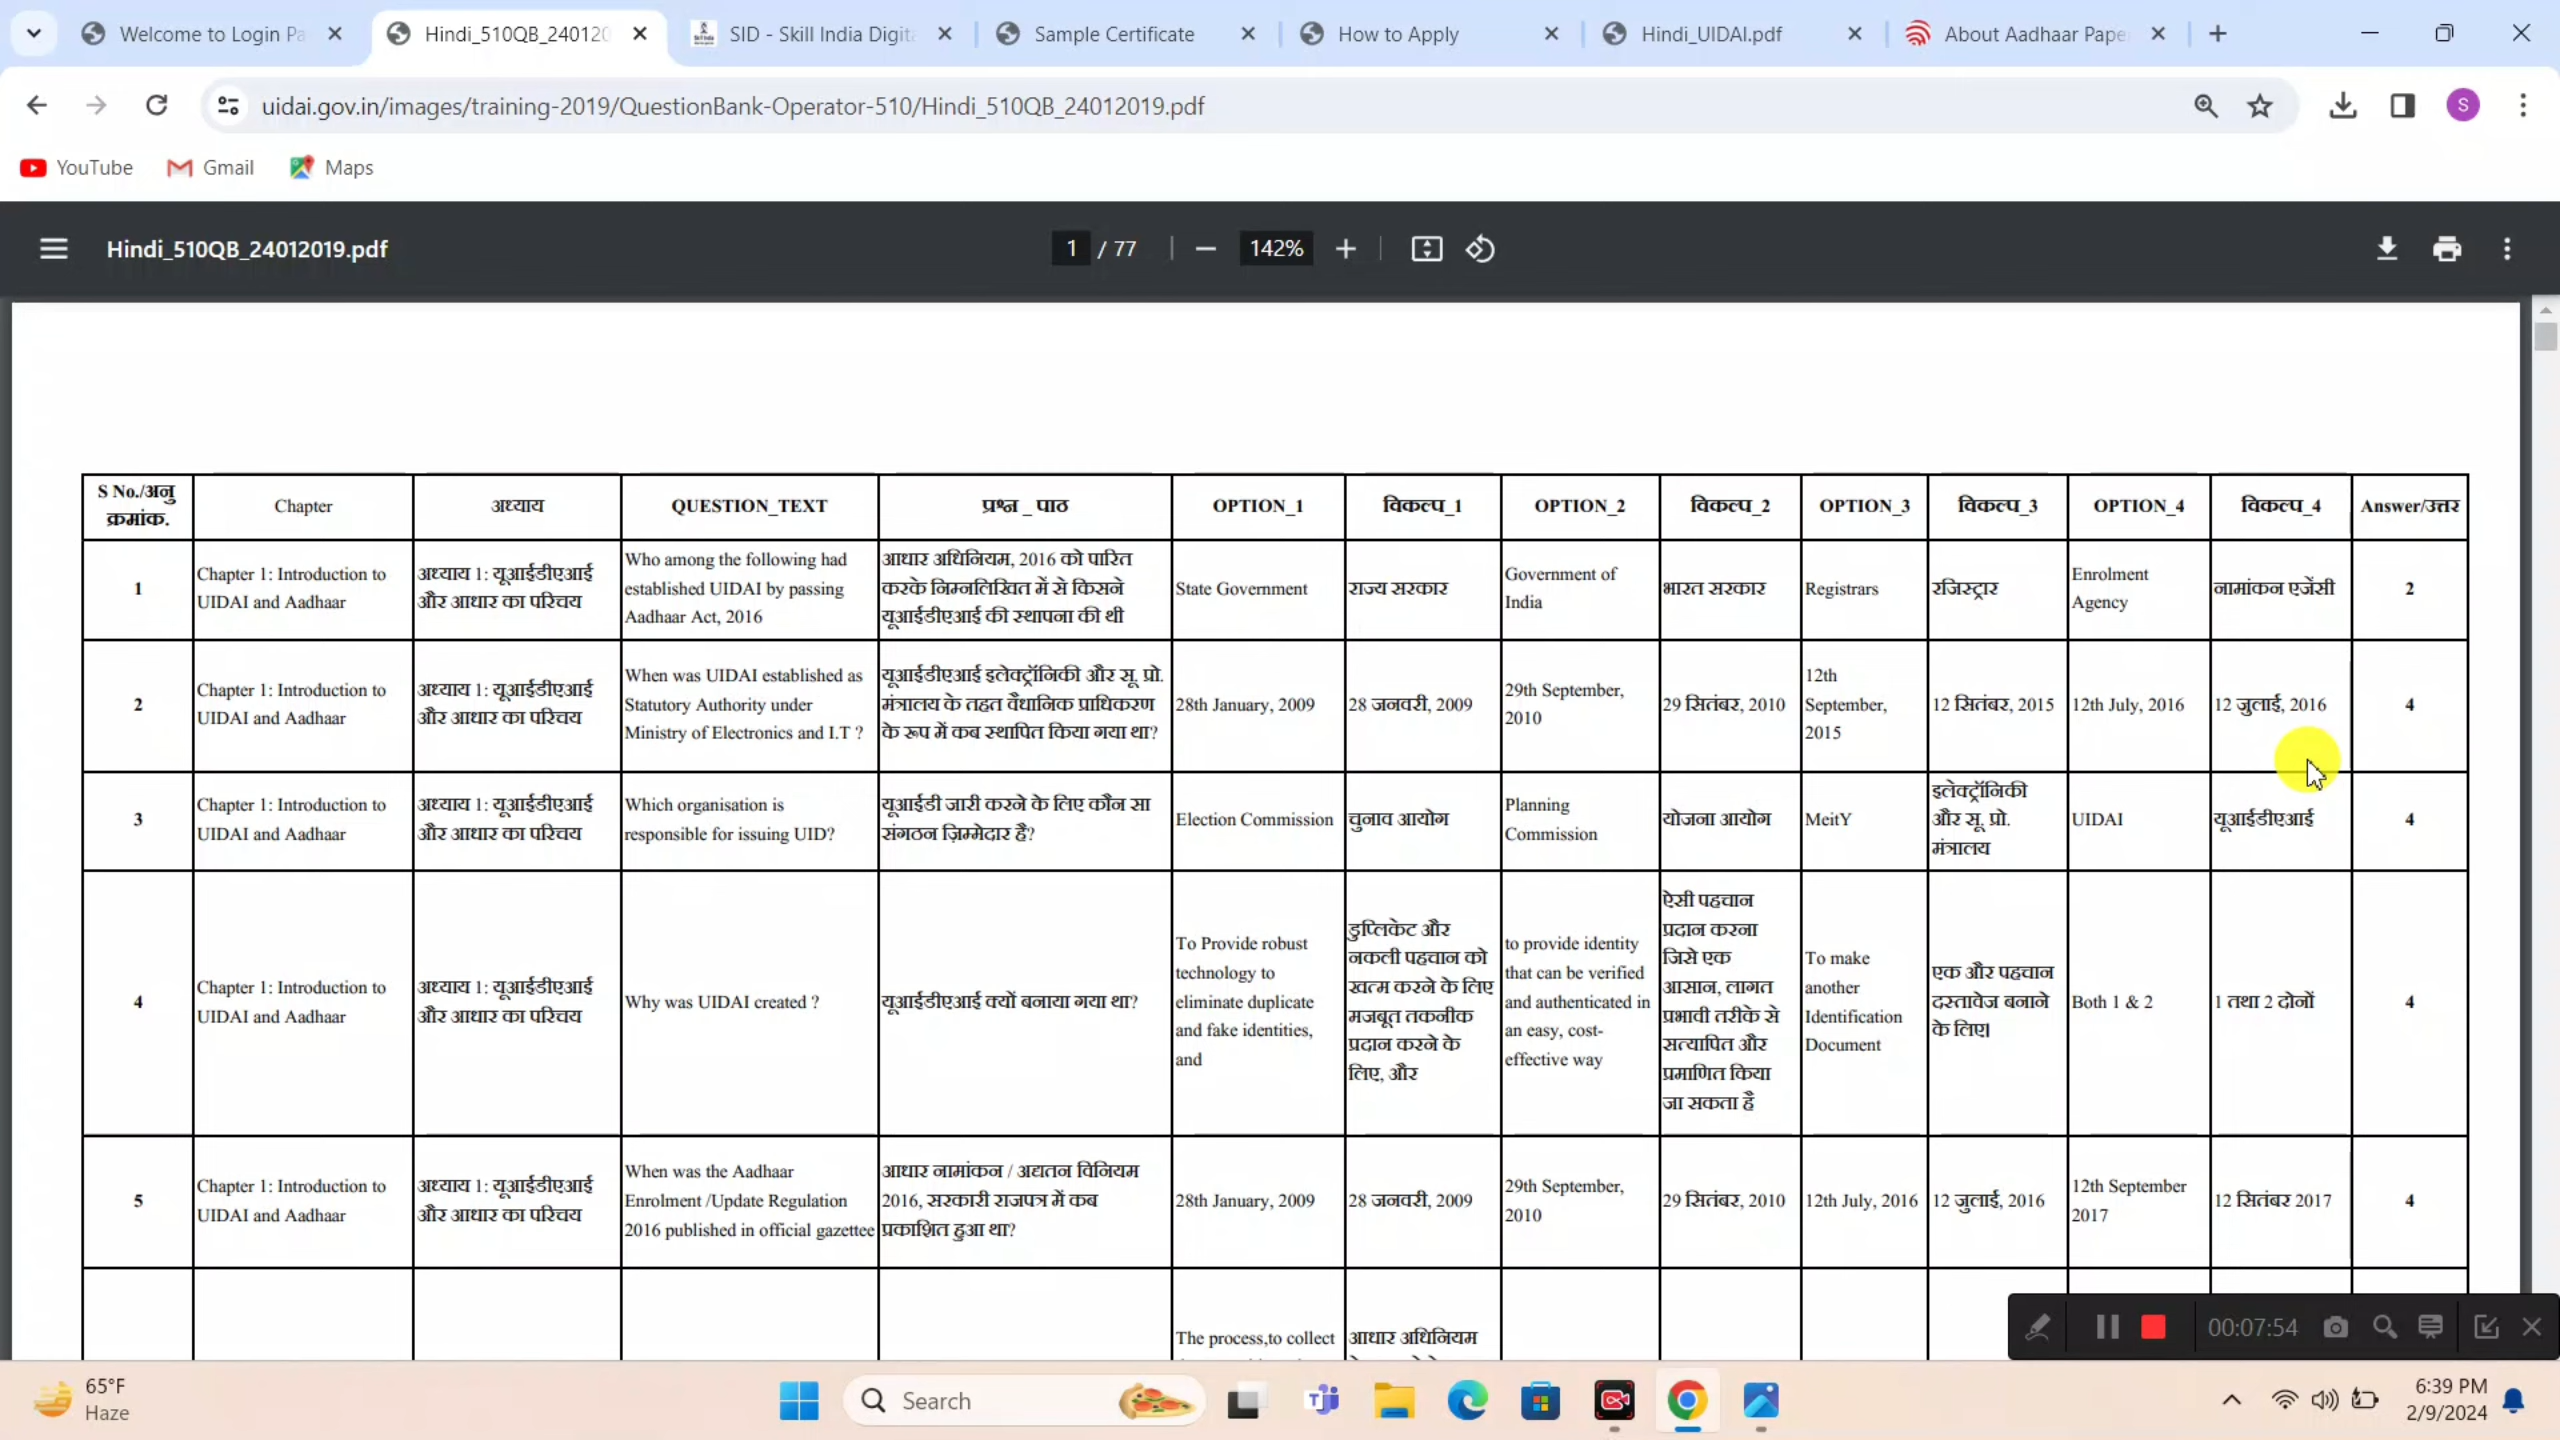 Welcome to Login Pa
Hindi_510QB_240120
SID - Skill India Digita
Sample Certificate
How to Apply
Hindi_UIDAI.pdf
About Aadhaar Pape
uidai.gov.in/images/training-2019/QuestionBank-Operator-510/Hindi_510QB_24012019.pdf
S
YouTube
Gmail
Maps
Hindi_510QB_24012019.pdf
1 / 77
142%
S No./अनु
क्रमांक.
Chapter
अध्याय
QUESTION_TEXT
प्रश्न _ पाठ
OPTION_1
विकल्प_1
OPTION_2
विकल्प_2
OPTION_3
विकल्प_3
OPTION_4
विकल्प_4
Answer/उत्तर
1
Chapter 1: Introduction to
UIDAI and Aadhaar
अध्याय 1: यूआईडीएआई
और आधार का परिचय
Who among the following had
established UIDAI by passing
Aadhaar Act, 2016
आधार अधिनियम, 2016 को पारित
करके निम्नलिखित में से किसने
यूआईडीएआई की स्थापना की थी
State Government
राज्य सरकार
Government of
India
भारत सरकार
Registrars
रजिस्ट्रार
Enrolment
Agency
नामांकन एजेंसी
2
2
Chapter 1: Introduction to
UIDAI and Aadhaar
अध्याय 1: यूआईडीएआई
और आधार का परिचय
When was UIDAI established as
Statutory Authority under
Ministry of Electronics and I.T ?
यूआईडीएआई इलेक्ट्रॉनिकी और सू. प्रो.
मंत्रालय के तहत वैधानिक प्राधिकरण
के रूप में कब स्थापित किया गया था?
28th January, 2009
28 जनवरी, 2009
29th September,
2010
29 सितंबर, 2010
12th
September,
2015
12 सितंबर, 2015
12th July, 2016
12 जुलाई, 2016
4
3
Chapter 1: Introduction to
UIDAI and Aadhaar
अध्याय 1: यूआईडीएआई
और आधार का परिचय
Which organisation is
responsible for issuing UID?
यूआईडी जारी करने के लिए कौन सा
संगठन ज़िम्मेदार है?
Election Commission
चुनाव आयोग
Planning
Commission
योजना आयोग
MeitY
इलेक्ट्रॉनिकी
और सू. प्रो.
मंत्रालय
UIDAI
यूआईडीएआई
4
4
Chapter 1: Introduction to
UIDAI and Aadhaar
अध्याय 1: यूआईडीएआई
और आधार का परिचय
Why was UIDAI created ?
यूआईडीएआई क्यों बनाया गया था?
To Provide robust
technology to
eliminate duplicate
and fake identities,
and
डुप्लिकेट और
नकली पहचान को
खत्म करने के लिए
मजबूत तकनीक
प्रदान करने के
लिए, और
to provide identity
that can be verified
and authenticated in
an easy, cost-
effective way
ऐसी पहचान
प्रदान करना
जिसे एक
आसान, लागत
प्रभावी तरीके से
सत्यापित और
प्रमाणित किया
जा सकता है
To make
another
Identification
Document
एक और पहचान
दस्तावेज बनाने
के लिए|
Both 1 & 2
1 तथा 2 दोनों
4
5
Chapter 1: Introduction to
UIDAI and Aadhaar
अध्याय 1: यूआईडीएआई
और आधार का परिचय
When was the Aadhaar
Enrolment /Update Regulation
2016 published in official gazettee
आधार नामांकन / अद्यतन विनियम
2016, सरकारी राजपत्र में कब
प्रकाशित हुआ था?
28th January, 2009
28 जनवरी, 2009
29th September,
2010
29 सितंबर, 2010
12th July, 2016
12 जुलाई, 2016
12th September
2017
12 सितंबर 2017
4
The process,to collect
आधार अधिनियम
00:07:54
65°F
Haze
Search
6:39 PM
2/9/2024